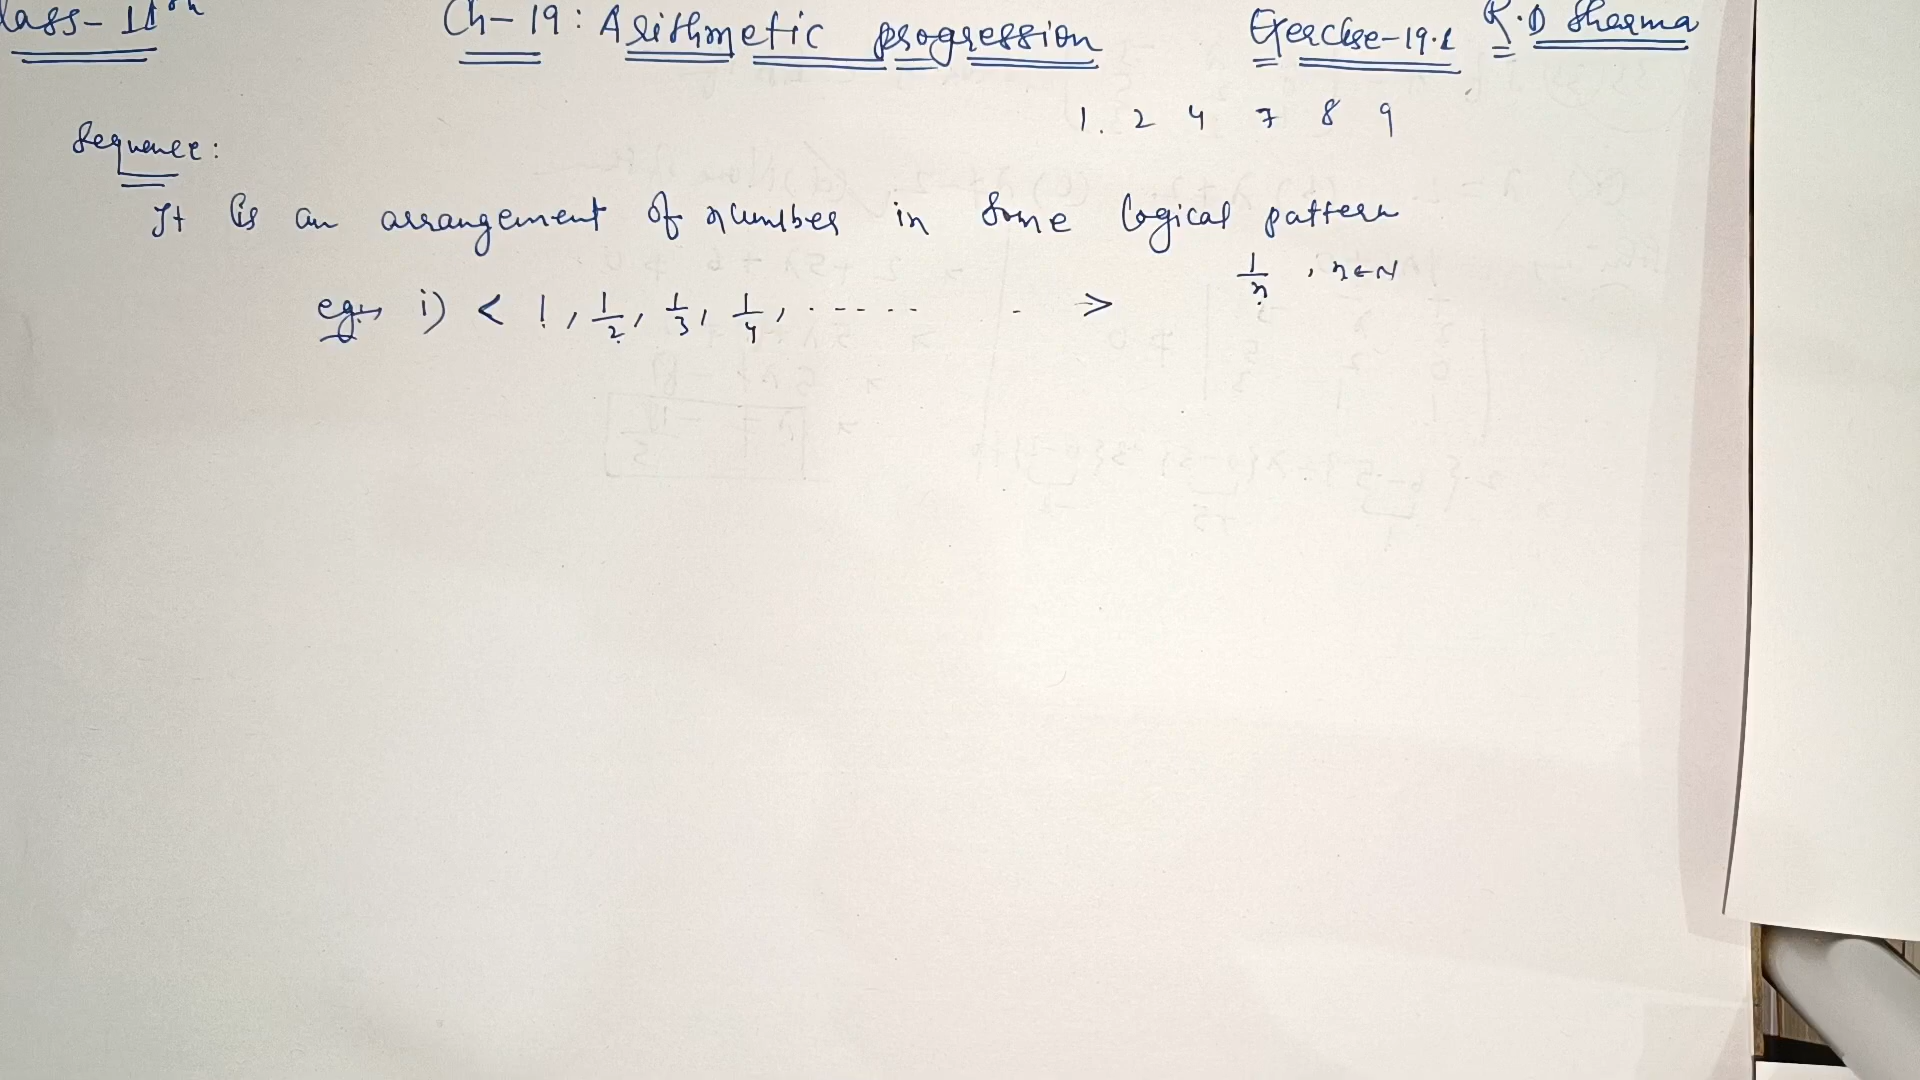 Class-11th Ch-19: Arithmetic progression Exercise-19.1 R.D Sharma
1. 2 4 7 8 9
Sequence:
It is an arrangement of number in some logical pattern
1/n , n∈N
eg:→ i) < 1, 1/2, 1/3, 1/4, ........ >